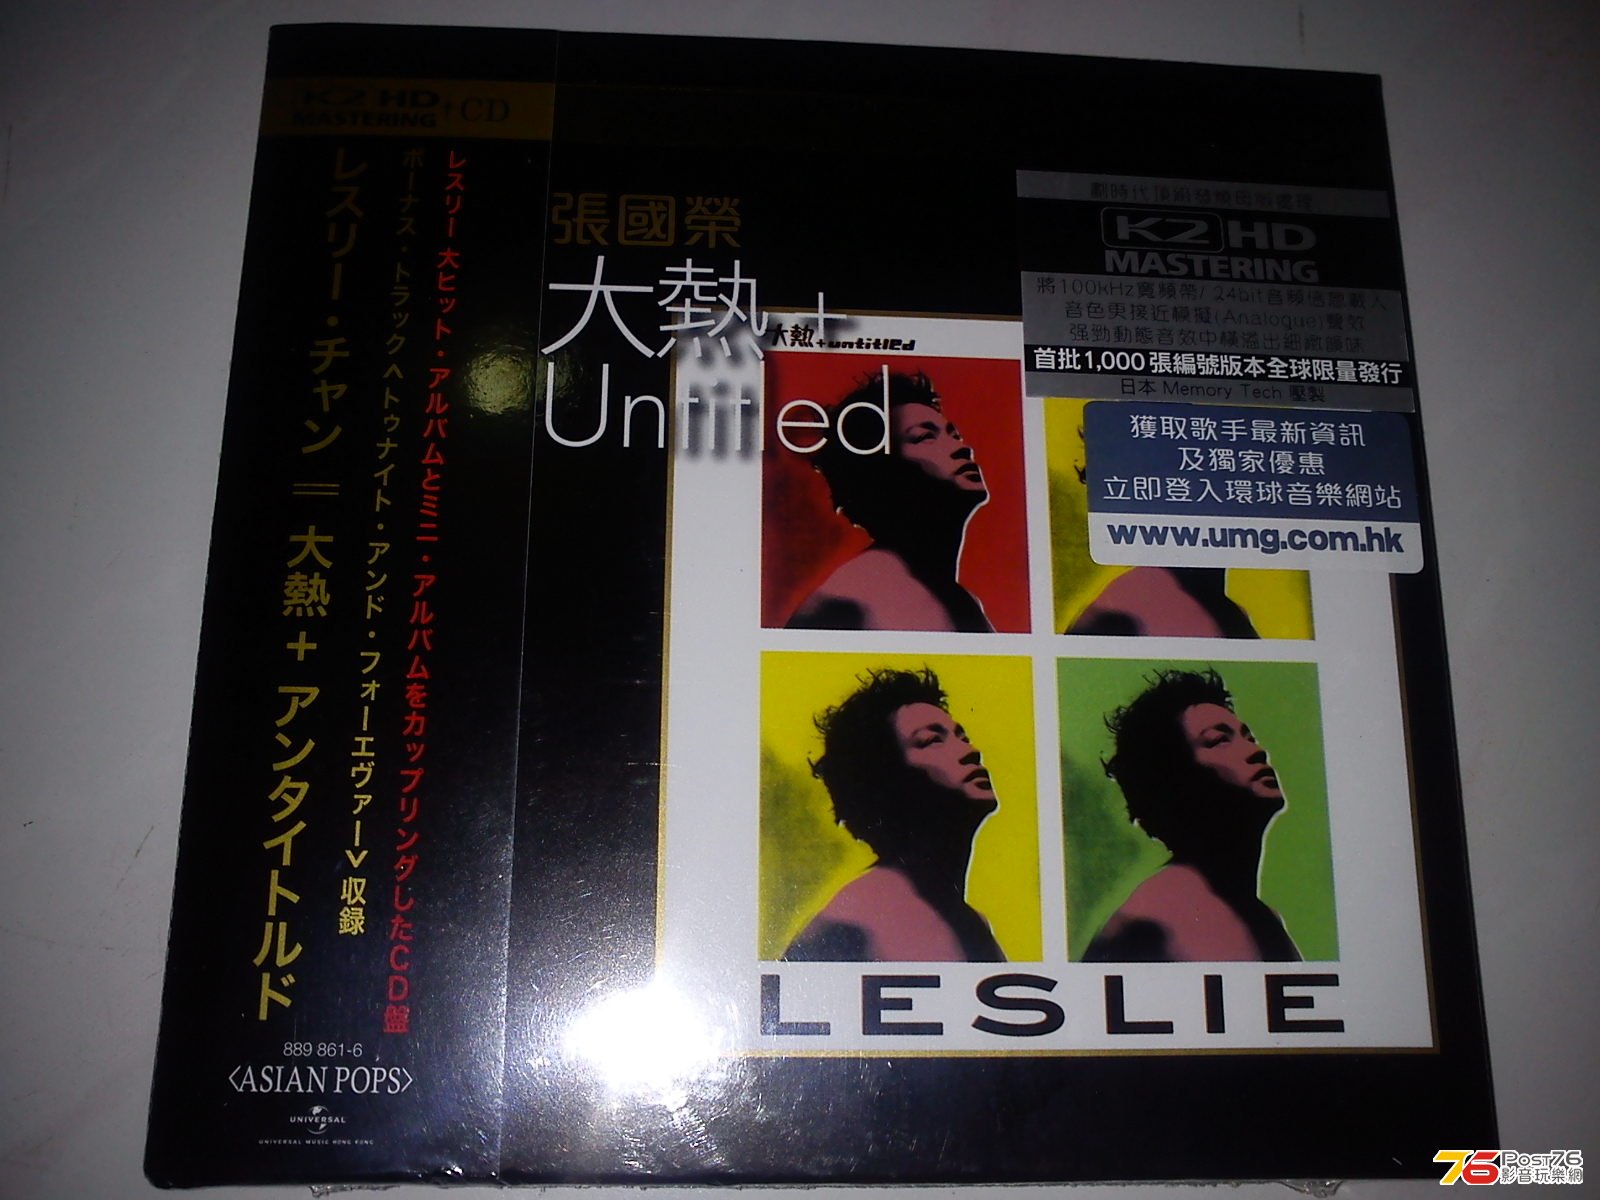 K2 HD
MASTERING
+CD
レスリー 大ヒット・アルバムとミニ・アルバムをカップリングしたCD盤
ボーナス・トラック<トゥナイト・アンド・フォーエヴァー>収録
レスリー・チャン=大熱+アンタイトルド
889 861-6
<ASIAN POPS>
UNIVERSAL
UNIVERSAL MUSIC HONG KONG
張國榮
大熱+
Untitled
大熱+untitled
LESLIE
K2 HD
MASTERING
將100kHz寬頻帶/ 24bit音頻信息載入
音色更接近模擬(Analogue)聲效
强勁動態音效中橫溢出細緻韻味
首批1,000張編號版本全球限量發行
日本 Memory Tech 壓製
獲取歌手最新資訊
及獨家優惠
立即登入環球音樂網站
www.umg.com.hk
76 Post76
影音玩樂網